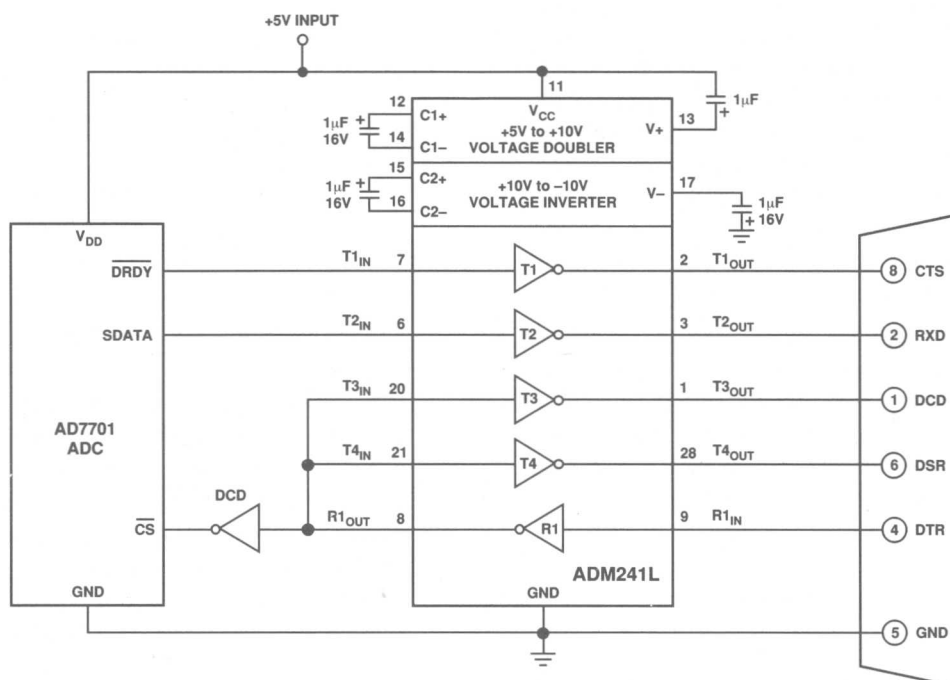 +5V INPUT
11
12
C1+
VCC
1µF
+
1µF
16V
+
14
C1–
+5V to +10V
VOLTAGE DOUBLER
V+
13
15
C2+
1µF
16V
+
16
C2–
+10V to –10V
VOLTAGE INVERTER
V–
17
1µF
16V
+
VDD
DRDY
T1IN
7
T1
2
T1OUT
8
CTS
SDATA
T2IN
6
T2
3
T2OUT
2
RXD
T3IN
20
T3
1
T3OUT
1
DCD
AD7701
ADC
T4IN
21
T4
28
T4OUT
6
DSR
DCD
CS
R1OUT
8
R1
9
R1IN
4
DTR
ADM241L
GND
GND
5
GND